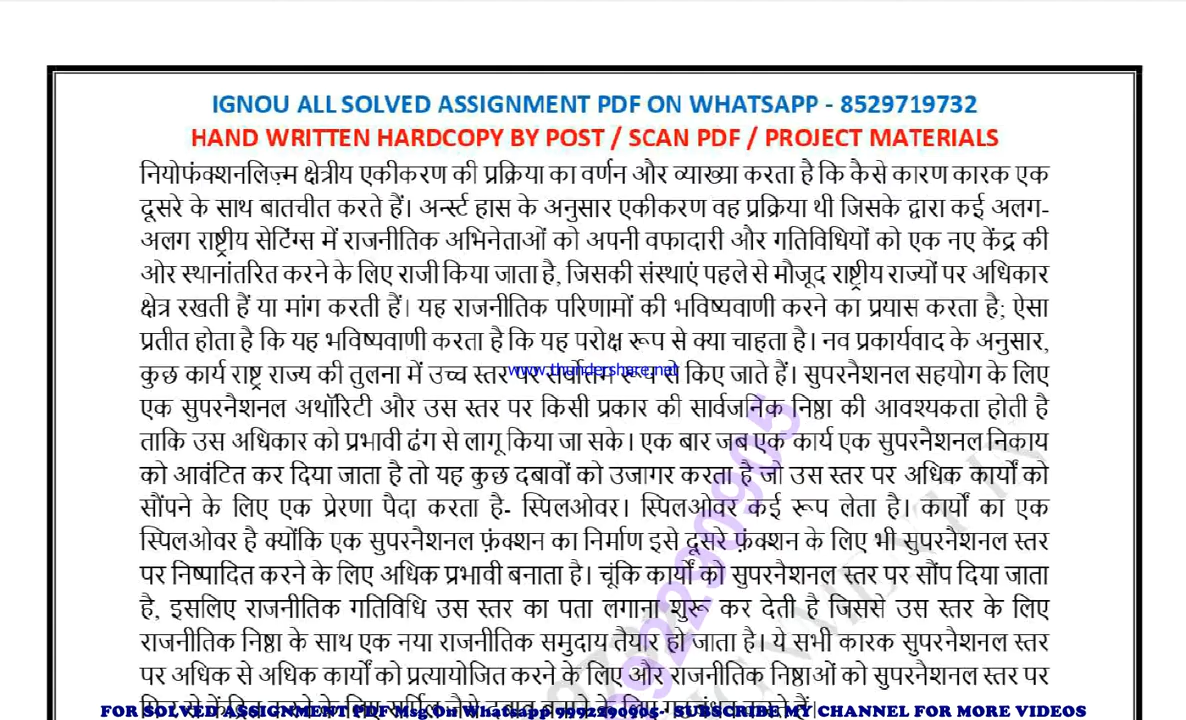 IGNOU ALL SOLVED ASSIGNMENT PDF ON WHATSAPP - 8529719732
HAND WRITTEN HARDCOPY BY POST / SCAN PDF / PROJECT MATERIALS
नियोफंक्शनलिज़्म क्षेत्रीय एकीकरण की प्रक्रिया का वर्णन और व्याख्या करता है कि कैसे कारण कारक एक
दूसरे के साथ बातचीत करते हैं। अर्न्स्ट हास के अनुसार एकीकरण वह प्रक्रिया थी जिसके द्वारा कई अलग-
अलग राष्ट्रीय सेटिंग्स में राजनीतिक अभिनेताओं को अपनी वफादारी और गतिविधियों को एक नए केंद्र की
ओर स्थानांतरित करने के लिए राजी किया जाता है, जिसकी संस्थाएं पहले से मौजूद राष्ट्रीय राज्यों पर अधिकार
क्षेत्र रखती हैं या मांग करती हैं। यह राजनीतिक परिणामों की भविष्यवाणी करने का प्रयास करता है; ऐसा
प्रतीत होता है कि यह भविष्यवाणी करता है कि यह परोक्ष रूप से क्या चाहता है। नव प्रकार्यवाद के अनुसार,
कुछ कार्य राष्ट्र राज्य की तुलना में उच्च स्तर पर सर्वोत्तम रूप से किए जाते हैं। सुपरनैशनल सहयोग के लिए
www.thundershare.net
एक सुपरनैशनल अथॉरिटी और उस स्तर पर किसी प्रकार की सार्वजनिक निष्ठा की आवश्यकता होती है
ताकि उस अधिकार को प्रभावी ढंग से लागू किया जा सके। एक बार जब एक कार्य एक सुपरनैशनल निकाय
को आवंटित कर दिया जाता है तो यह कुछ दबावों को उजागर करता है जो उस स्तर पर अधिक कार्यों को
सौंपने के लिए एक प्रेरणा पैदा करता है- स्पिलओवर। स्पिलओवर कई रूप लेता है। कार्यों का एक
स्पिलओवर है क्योंकि एक सुपरनैशनल फ़ंक्शन का निर्माण इसे दूसरे फ़ंक्शन के लिए भी सुपरनैशनल स्तर
पर निष्पादित करने के लिए अधिक प्रभावी बनाता है। चूंकि कार्यों को सुपरनैशनल स्तर पर सौंप दिया जाता
है, इसलिए राजनीतिक गतिविधि उस स्तर का पता लगाना शुरू कर देती है जिससे उस स्तर के लिए
राजनीतिक निष्ठा के साथ एक नया राजनीतिक समुदाय तैयार हो जाता है। ये सभी कारक सुपरनैशनल स्तर
पर अधिक से अधिक कार्यों को प्रत्यायोजित करने के लिए और राजनीतिक निष्ठाओं को सुपरनैशनल स्तर पर
FOR SOLVED ASSIGNMENT PDF Msg On Whatsapp 9992290905- SUBSCRIBE MY CHANNEL FOR MORE VIDEOS